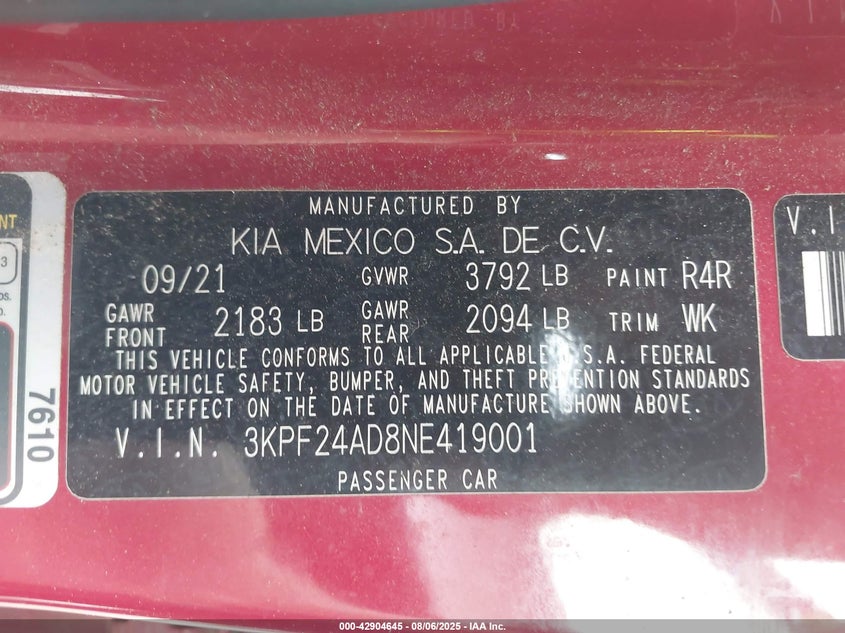 MANUFACTURED BY
KIA MEXICO S.A. DE C.V.
09/21 GVWR 3792 LB PAINT R4R
GAWR FRONT 2183 LB GAWR REAR 2094 LB TRIM WK
THIS VEHICLE CONFORMS TO ALL APPLICABLE U.S.A. FEDERAL
MOTOR VEHICLE SAFETY, BUMPER, AND THEFT PREVENTION STANDARDS
IN EFFECT ON THE DATE OF MANUFACTURE SHOWN ABOVE.
V.I.N. 3KPF24AD8NE419001
PASSENGER CAR
7610
V.I
000-42904645 - 08/06/2025 - IAA Inc.